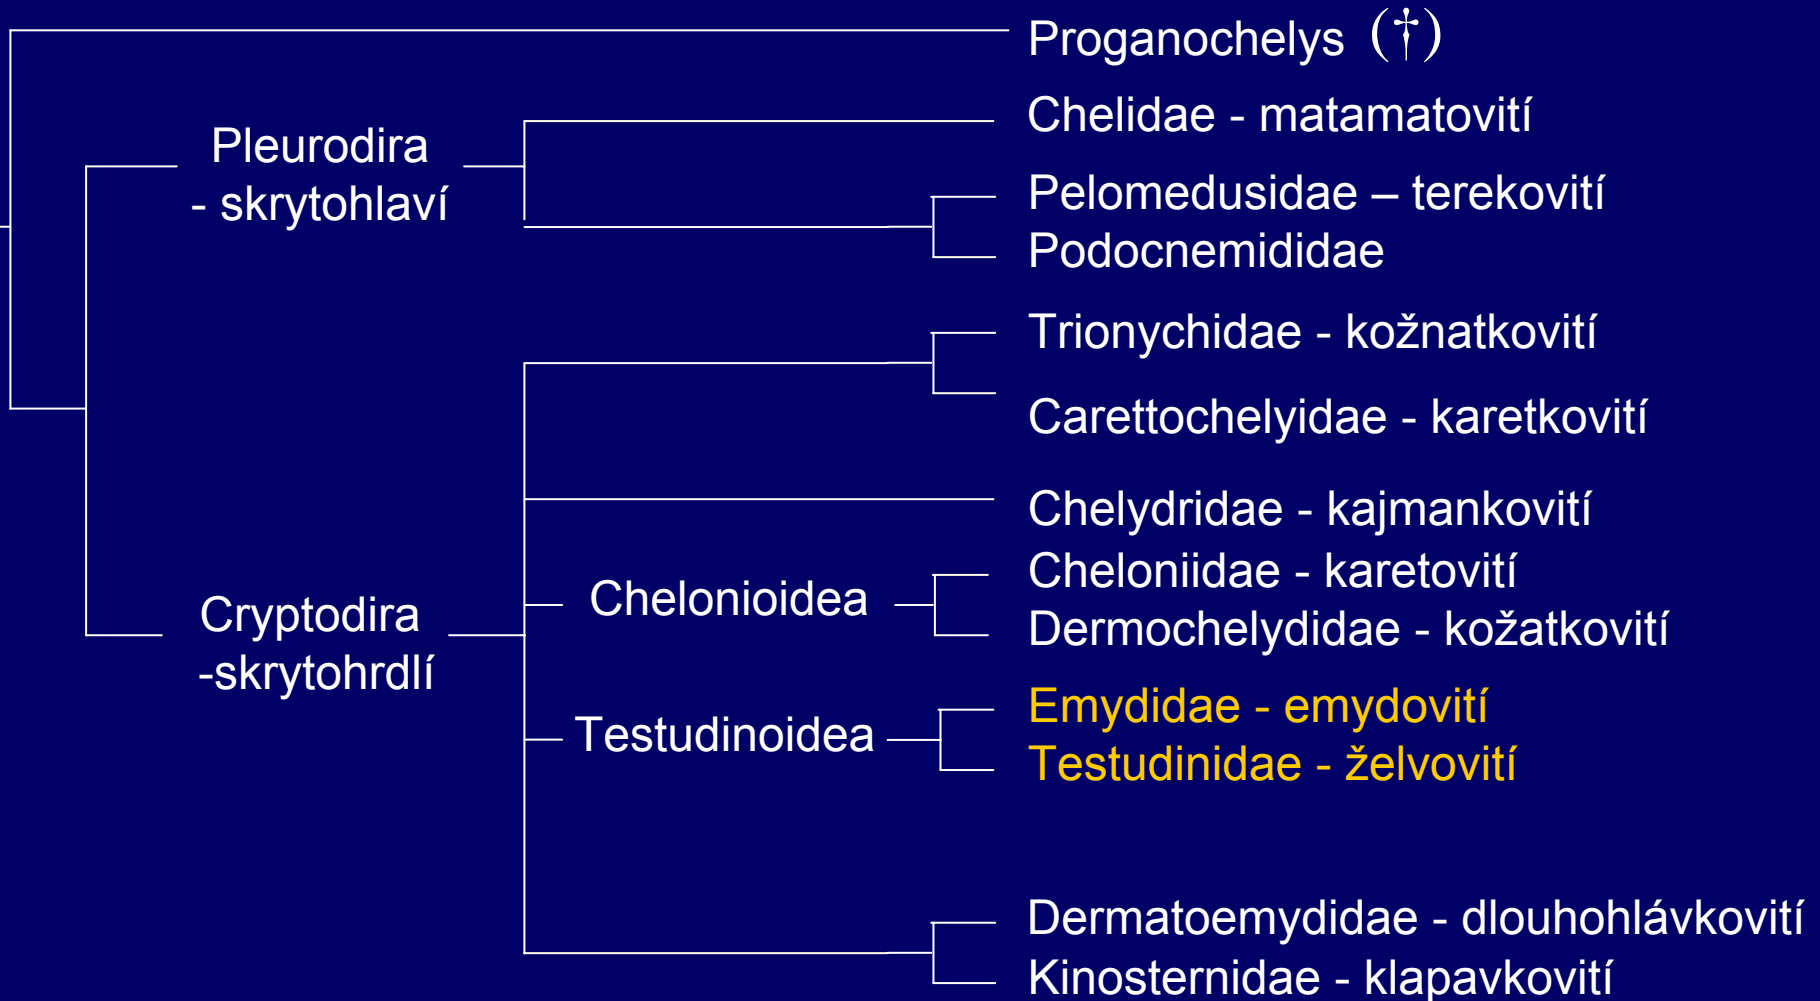 Proganochelys (†)
Chelidae - matamatovití
Pleurodira
- skrytohlaví
Pelomedusidae – terekovití
Podocnemididae
Trionychidae - kožnatkovití
Carettochelyidae - karetkovití
Chelydridae - kajmankovití
Chelonioidea
Cheloniidae - karetovití
Dermochelydidae - kožatkovití
Cryptodira
-skrytohrdlí
Testudinoidea
Emydidae - emydovití
Testudinidae - želvovití
Dermatoemydidae - dlouhohlávkovití
Kinosternidae - klapavkovití